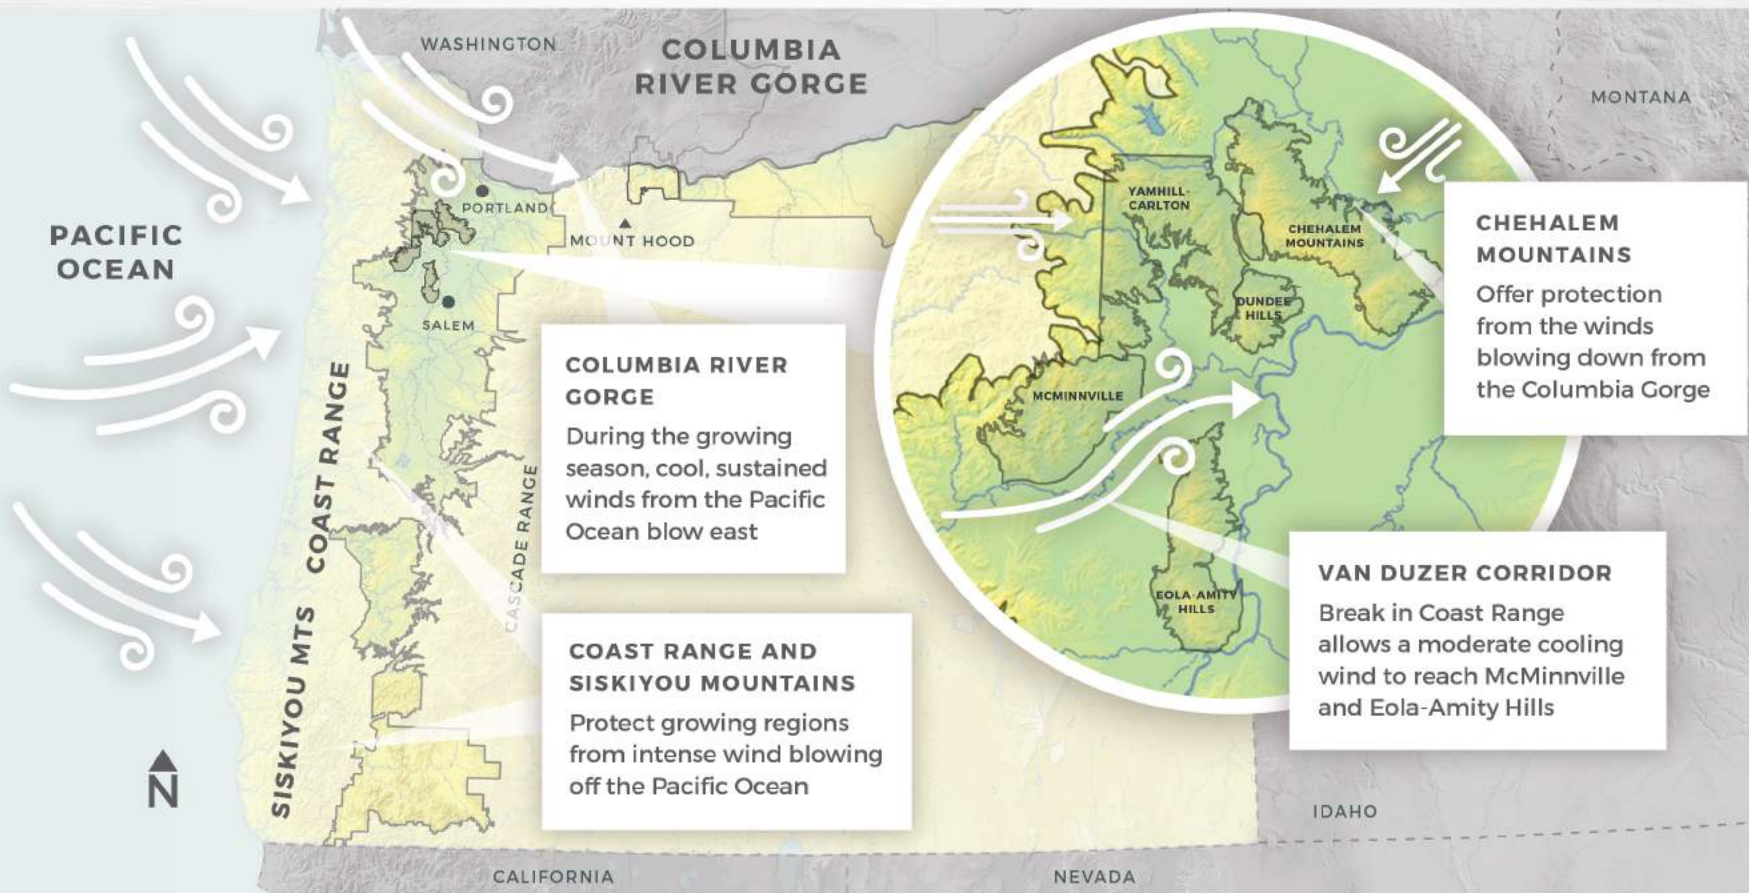 WASHINGTON
COLUMBIA
RIVER GORGE
MONTANA
PACIFIC
OCEAN
PORTLAND
MOUNT HOOD
SALEM
COAST RANGE
SISKIYOU MTS
CASCADE RANGE
N
YAMHILL-
CARLTON
CHEHALEM
MOUNTAINS
DUNDEE
HILLS
MCMINNVILLE
EOLA-AMITY
HILLS
CHEHALEM
MOUNTAINS
Offer protection
from the winds
blowing down from
the Columbia Gorge
COLUMBIA RIVER
GORGE
During the growing
season, cool, sustained
winds from the Pacific
Ocean blow east
VAN DUZER CORRIDOR
Break in Coast Range
allows a moderate cooling
wind to reach McMinnville
and Eola-Amity Hills
COAST RANGE AND
SISKIYOU MOUNTAINS
Protect growing regions
from intense wind blowing
off the Pacific Ocean
IDAHO
CALIFORNIA
NEVADA